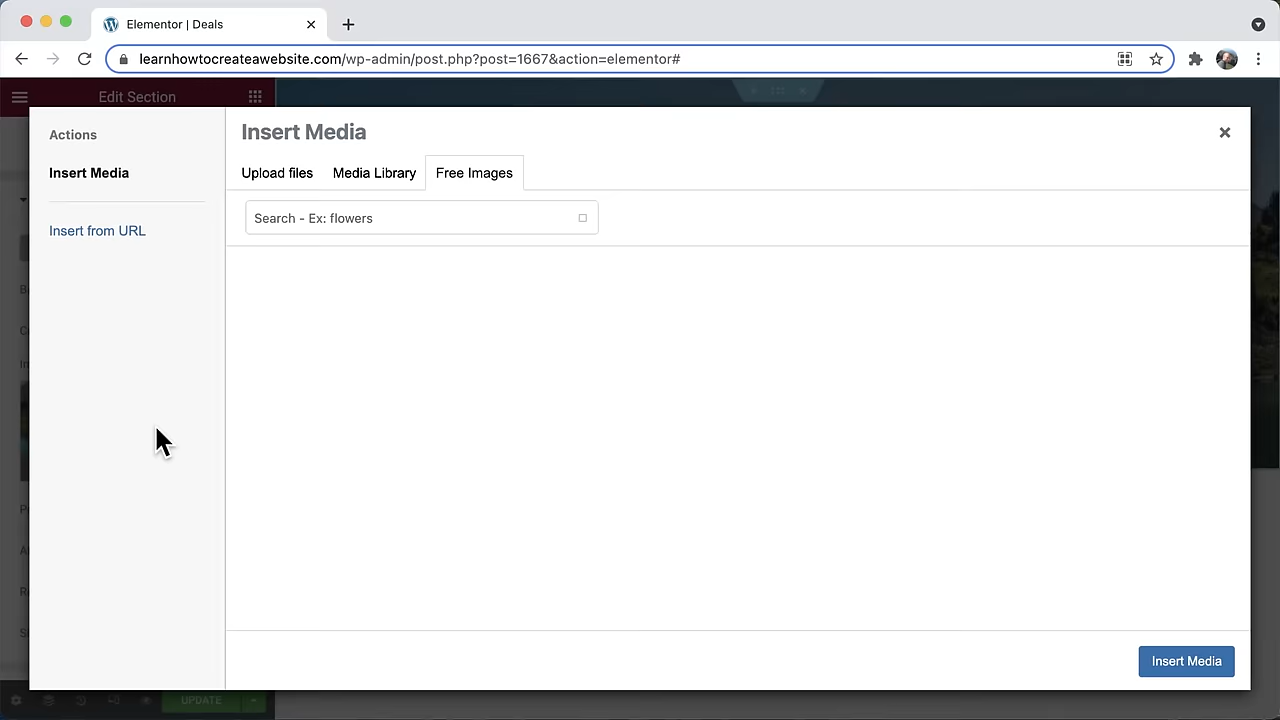 Elementor | Deals
learnhowtocreateawebsite.com/wp-admin/post.php?post=1667&action=elementor#
Edit Section
Actions
Insert Media
Insert from URL
Insert Media
Upload files
Media Library
Free Images
Search - Ex: flowers
Insert Media
UPDATE